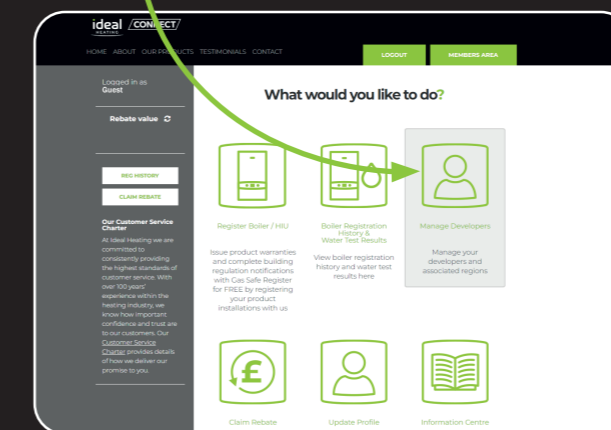 ideal CONNECT
HEATING
HOME ABOUT OUR PRODUCTS TESTIMONIALS CONTACT
LOGOUT
MEMBERS AREA
Logged in as
Guest
Rebate value
REG HISTORY
CLAIM REBATE
Our Customer Service
Charter
At Ideal Heating we are
committed to
consistently providing
the highest standards of
customer service. With
over 100 years'
experience within the
heating industry, we
know how important
confidence and trust are
to our customers. Our
Customer Service
Charter provides details
of how we deliver our
promise to you.
What would you like to do?
Register Boiler / HIU
Issue product warranties
and complete building
regulation notifications
with Gas Safe Register
for FREE by registering
your product
installations with us
Boiler Registration
History &
Water Test Results
View boiler registration
history and water test
results here
Manage Developers
Manage your
developers and
associated regions
£
Claim Rebate
Update Profile
Information Centre